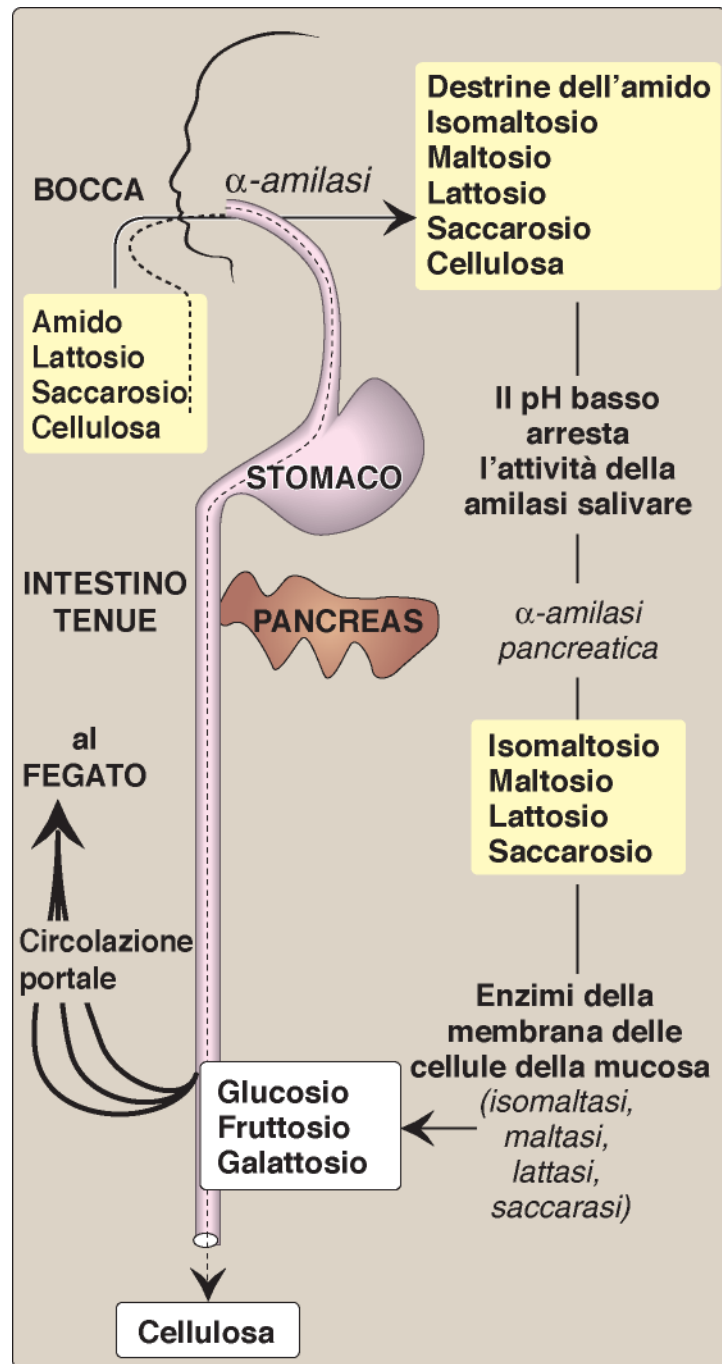 BOCCA
α-amilasi
Destrine dell'amido
Isomaltosio
Maltosio
Lattosio
Saccarosio
Cellulosa
Amido
Lattosio
Saccarosio
Cellulosa
Il pH basso
arresta
l'attività della
amilasi salivare
STOMACO
INTESTINO
TENUE
PANCREAS
α-amilasi
pancreatica
al
FEGATO
Isomaltosio
Maltosio
Lattosio
Saccarosio
Circolazione
portale
Enzimi della
membrana delle
cellule della mucosa
(isomaltasi,
maltasi,
lattasi,
saccarasi)
Glucosio
Fruttosio
Galattosio
Cellulosa